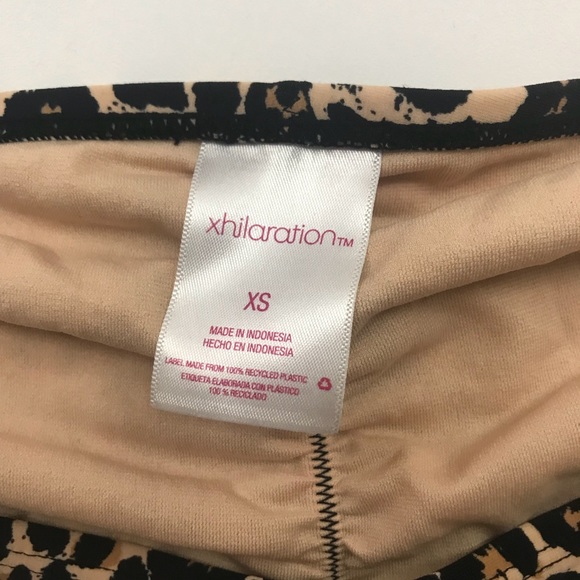 xhilaration™
XS
MADE IN INDONESIA
HECHO EN INDONESIA
LABEL MADE FROM 100% RECYCLED PLASTIC
ETIQUETA ELABORADA CON PLÁSTICO
100 % RECICLADO